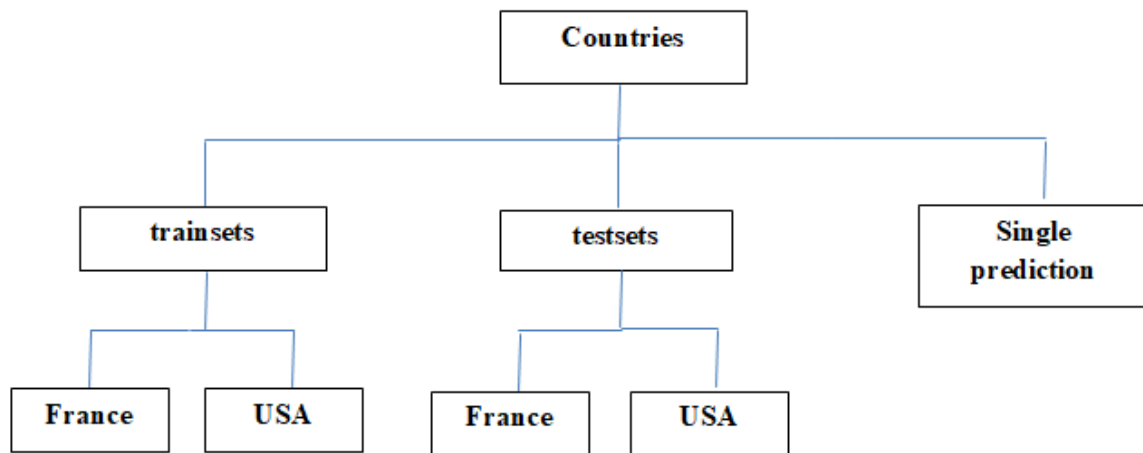 Countries
trainsets
testsets
Single
prediction
France
USA
France
USA